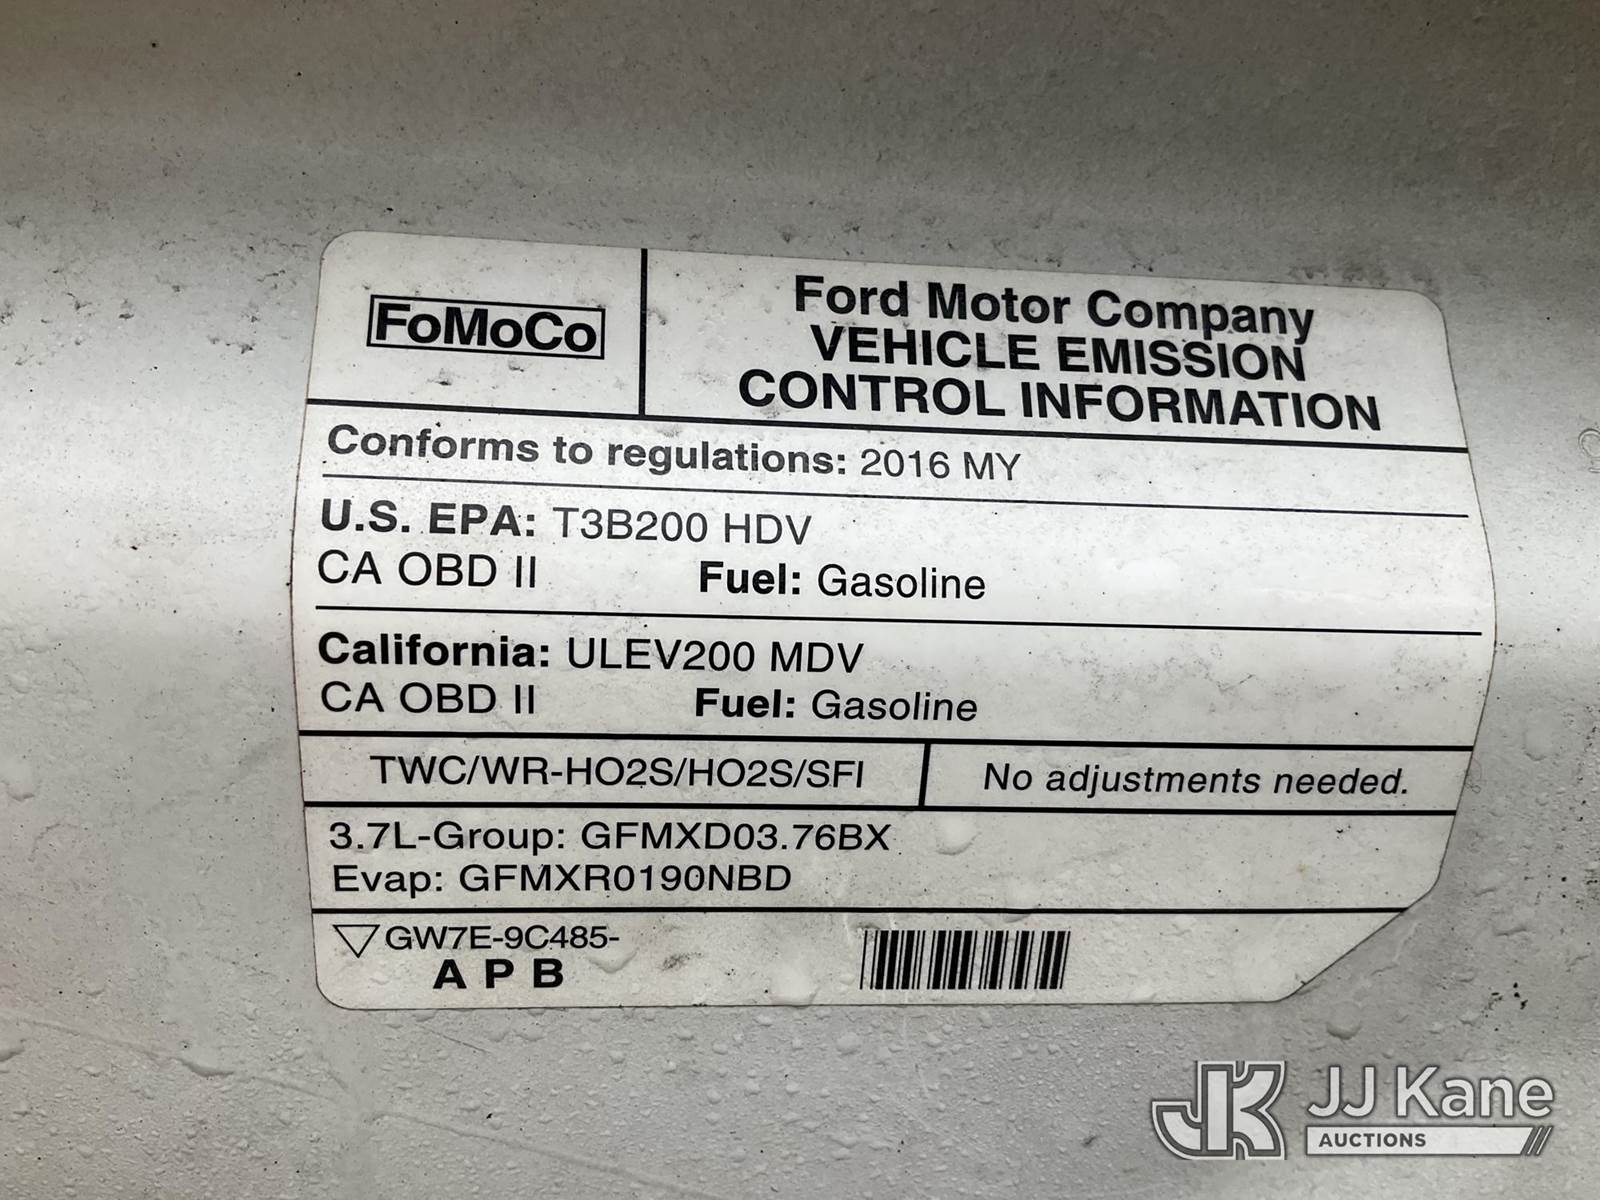 FoMoCo
Ford Motor Company
VEHICLE EMISSION
CONTROL INFORMATION
Conforms to regulations: 2016 MY
U.S. EPA: T3B200 HDV
CA OBD II Fuel: Gasoline
California: ULEV200 MDV
CA OBD II Fuel: Gasoline
TWC/WR-HO2S/HO2S/SFI
No adjustments needed.
3.7L-Group: GFMXD03.76BX
Evap: GFMXR0190NBD
GW7E-9C485-
A P B
JK JJ Kane
AUCTIONS